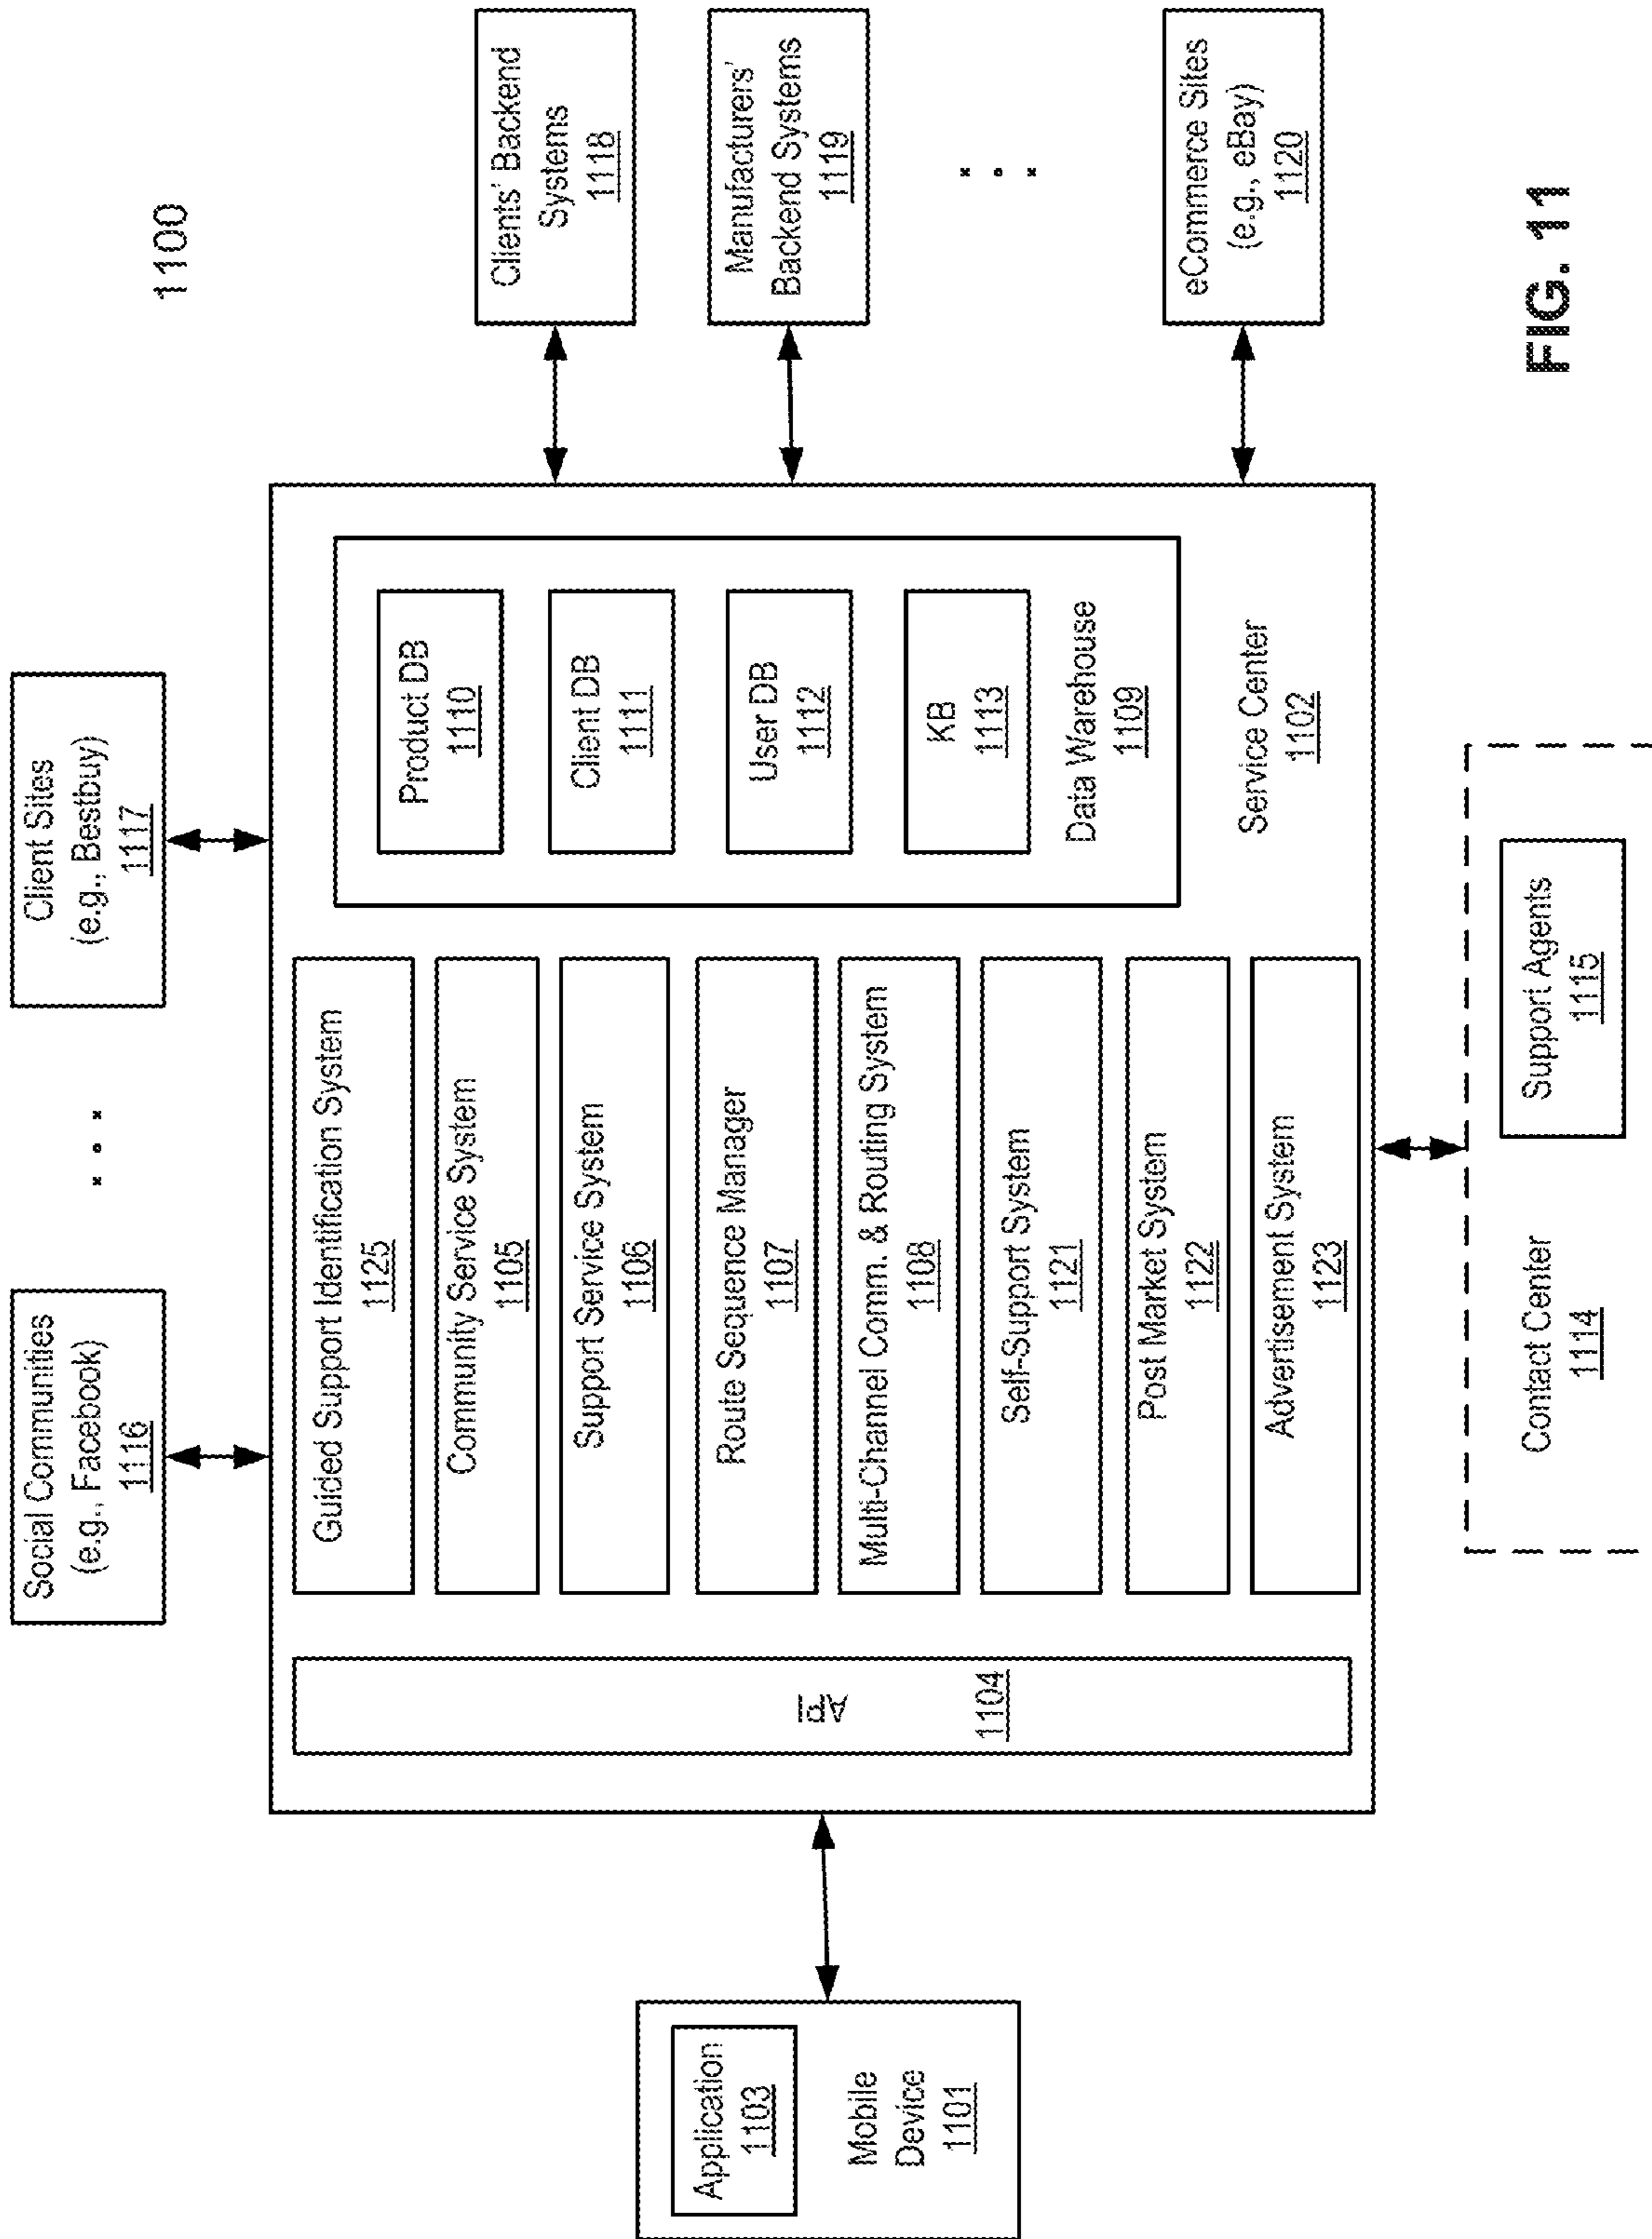 1100
Social Communities
(e.g., Facebook)
1116
Client Sites
(e.g., Bestbuy)
1117
Application
1103
Mobile
Device
1101
API
1104
Guided Support Identification System
1125
Community Service System
1105
Support Service System
1106
Route Sequence Manager
1107
Multi-Channel Comm. & Routing System
1108
Self-Support System
1121
Post Market System
1122
Advertisement System
1123
Product DB
1110
Client DB
1111
User DB
1112
KB
1113
Data Warehouse
1109
Service Center
1102
Clients' Backend
Systems
1118
Manufacturers'
Backend Systems
1119
eCommerce Sites
(e.g., eBay)
1120
Contact Center
1114
Support Agents
1115
FIG. 11